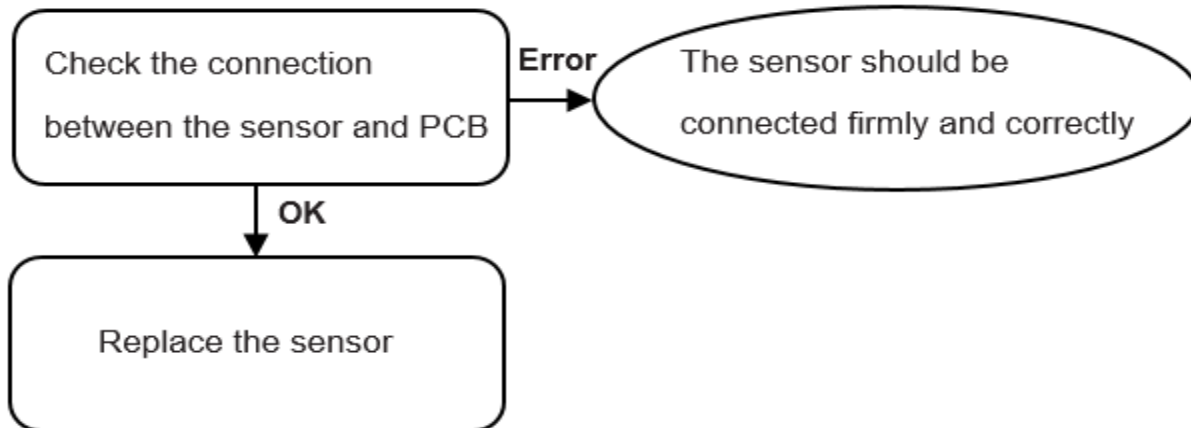 Check the connection
between the sensor and PCB
Error
The sensor should be
connected firmly and correctly
OK
Replace the sensor